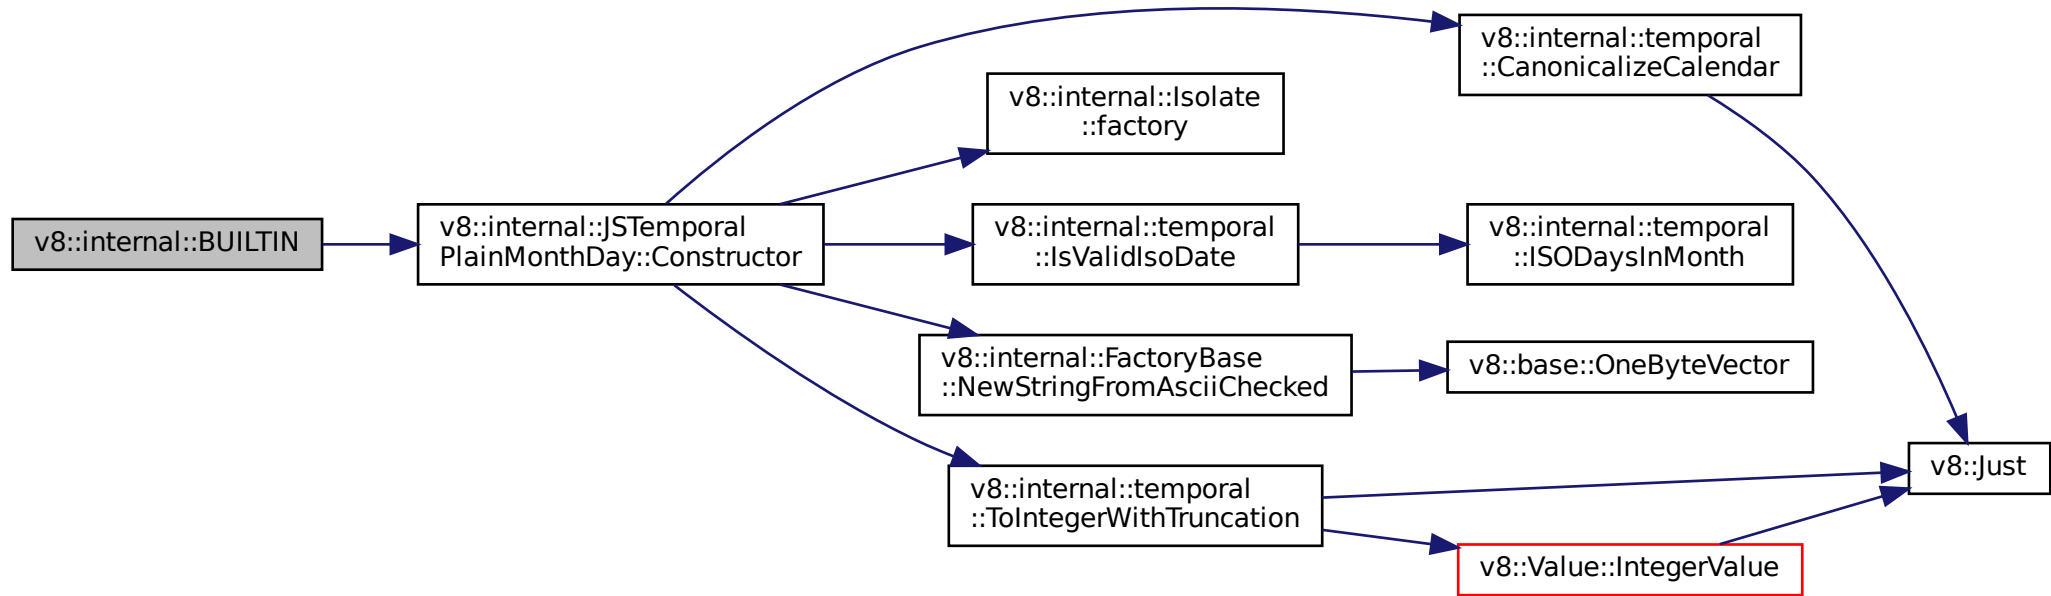 v8::internal::BUILTIN
v8::internal::JSTemporal
PlainMonthDay::Constructor
v8::internal::temporal
::CanonicalizeCalendar
v8::internal::Isolate
::factory
v8::internal::temporal
::IsValidIsoDate
v8::internal::temporal
::ISODaysInMonth
v8::internal::FactoryBase
::NewStringFromAsciiChecked
v8::base::OneByteVector
v8::internal::temporal
::ToIntegerWithTruncation
v8::Value::IntegerValue
v8::Just